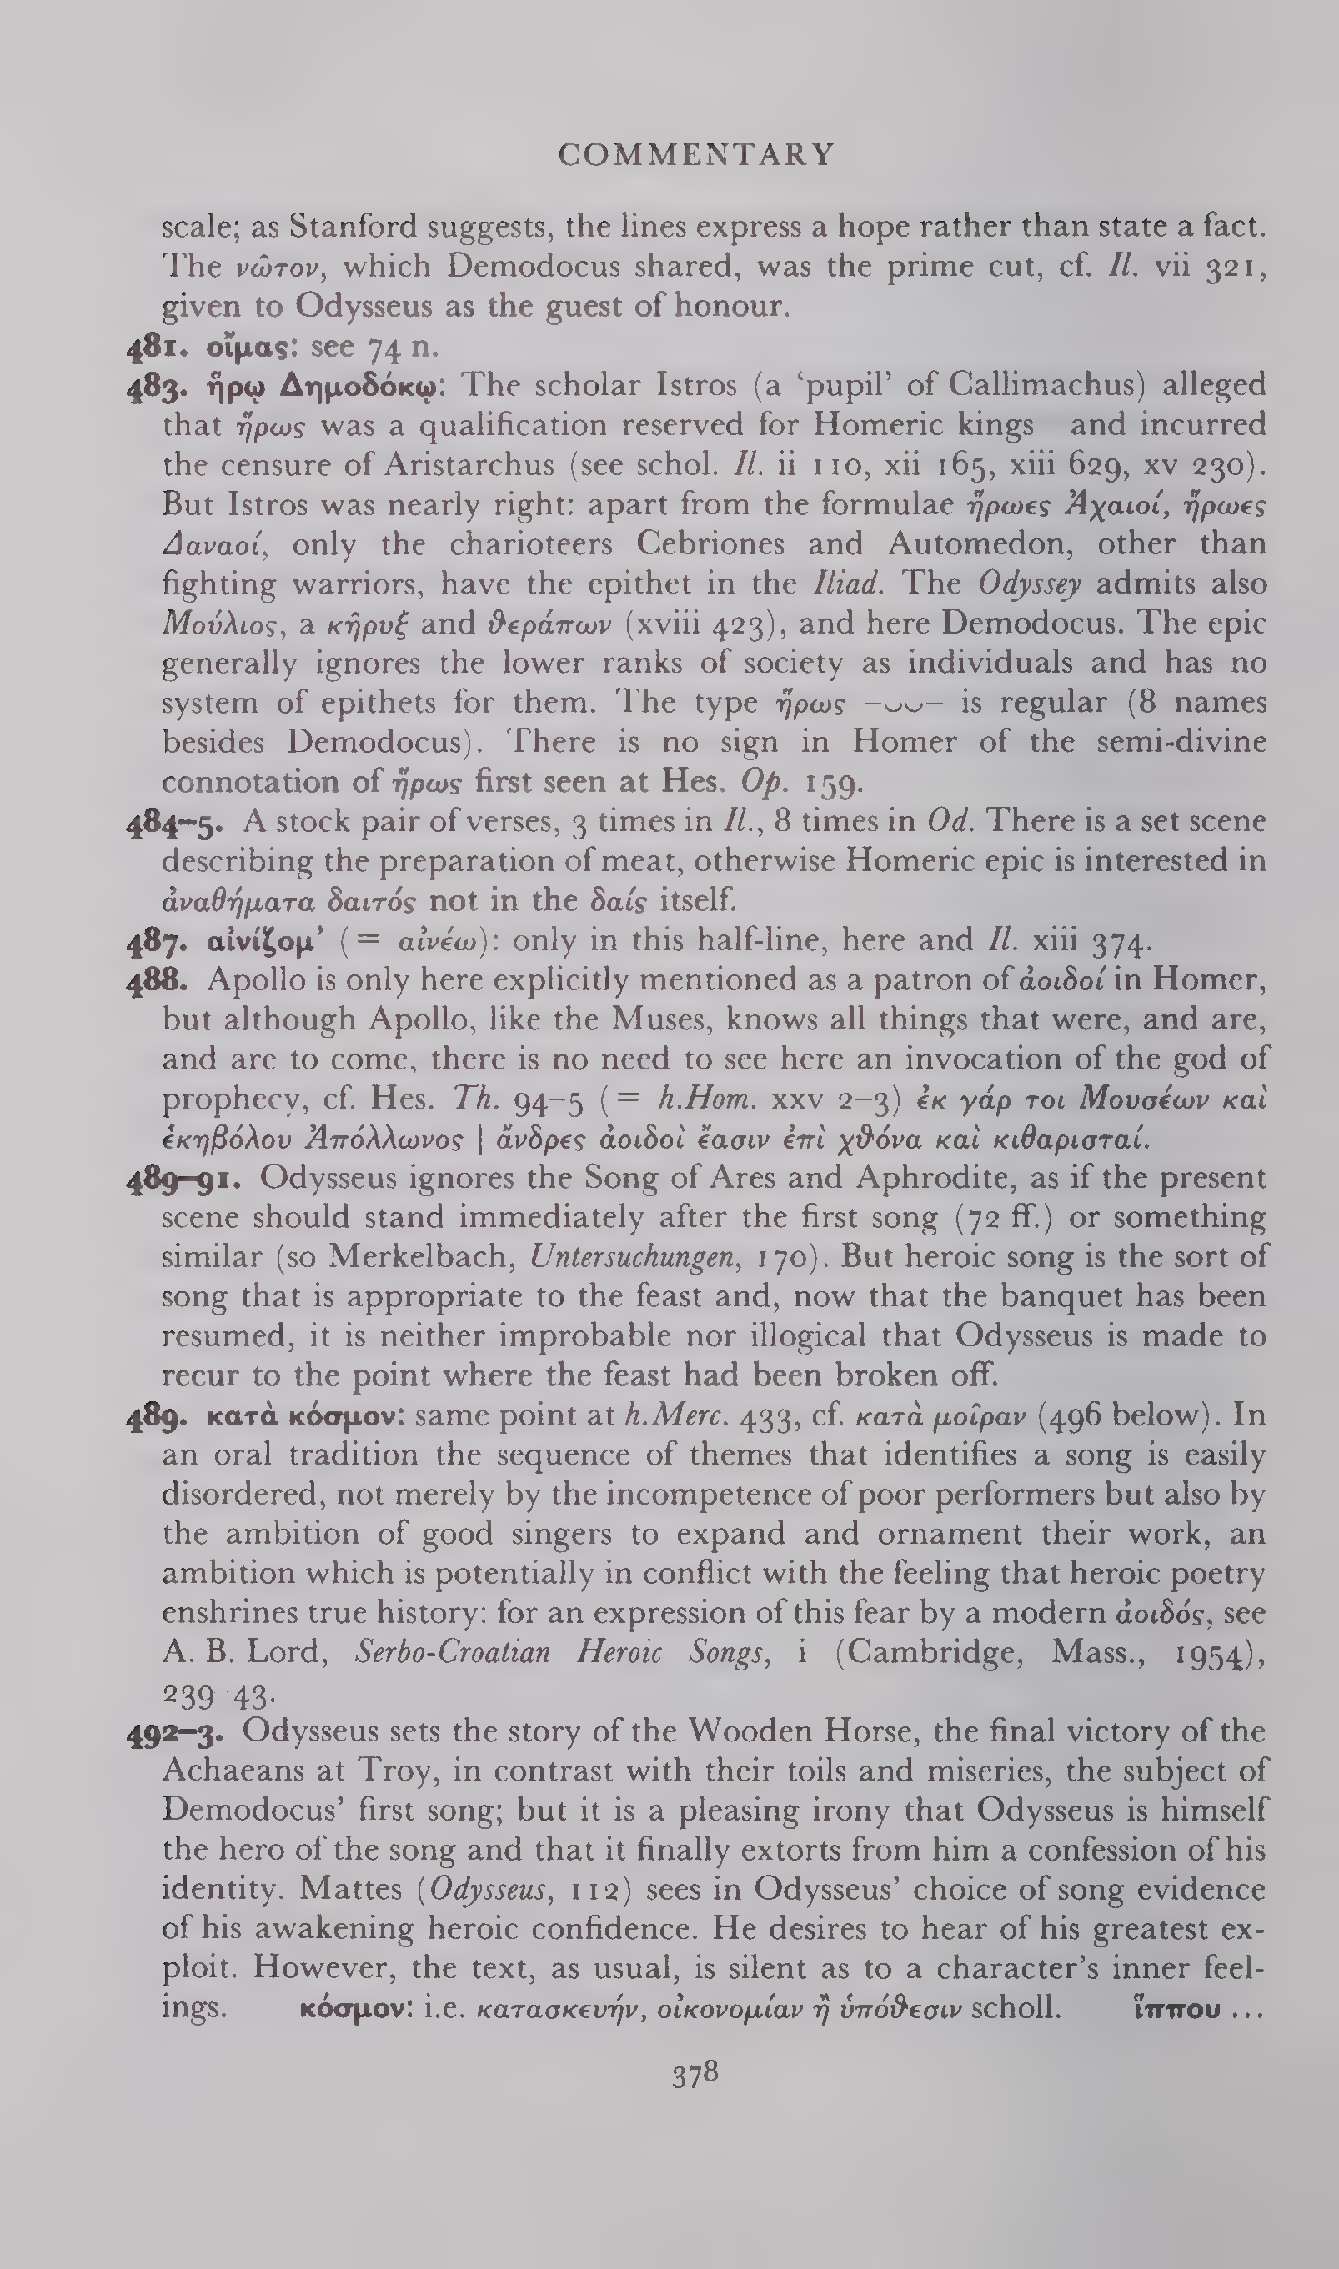 COMMENTARY
scale; as Stanford suggests, the lines express a hope rather than state a fact.
The νῶτον, which Demodocus shared, was the prime cut, cf. Il. vii 321,
given to Odysseus as the guest of honour.
481. οἴμας: see 74 n.
483. ἥρῳ Δημοδόκῳ: The scholar Istros (a ‘pupil’ of Callimachus) alleged
that ἥρως was a qualification reserved for Homeric kings and incurred
the censure of Aristarchus (see schol. Il. ii 110, xii 165, xiii 629, xv 230).
But Istros was nearly right: apart from the formulae ἥρωες Ἀχαιοί, ἥρωες
Δαναοί, only the charioteers Cebriones and Automedon, other than
fighting warriors, have the epithet in the Iliad. The Odyssey admits also
Μούλιος, a κῆρυξ and ϑεράπων (xviii 423), and here Demodocus. The epic
generally ignores the lower ranks of society as individuals and has no
system of epithets for them. The type ἥρως –⏑⏑– is regular (8 names
besides Demodocus). There is no sign in Homer of the semi-divine
connotation of ἥρως first seen at Hes. Op. 159.
484–5. A stock pair of verses, 3 times in Il., 8 times in Od. There is a set scene
describing the preparation of meat, otherwise Homeric epic is interested in
ἀναθήματα δαιτός not in the δαίς itself.
487. αἰνίζομ’ (= αἰνέω): only in this half-line, here and Il. xiii 374.
488. Apollo is only here explicitly mentioned as a patron of ἀοιδοί in Homer,
but although Apollo, like the Muses, knows all things that were, and are,
and are to come, there is no need to see here an invocation of the god of
prophecy, cf. Hes. Th. 94–5 (= h.Hom. xxv 2–3) ἐκ γάρ τοι Μουσέων καὶ
ἑκηβόλου Ἀπόλλωνος | ἄνδρες ἀοιδοὶ ἔασιν ἐπὶ χϑόνα καὶ κιθαρισταί.
489–91. Odysseus ignores the Song of Ares and Aphrodite, as if the present
scene should stand immediately after the first song (72 ff.) or something
similar (so Merkelbach, Untersuchungen, 170). But heroic song is the sort of
song that is appropriate to the feast and, now that the banquet has been
resumed, it is neither improbable nor illogical that Odysseus is made to
recur to the point where the feast had been broken off.
489. κατὰ κόσμον: same point at h.Merc. 433, cf. κατὰ μοῖραν (496 below). In
an oral tradition the sequence of themes that identifies a song is easily
disordered, not merely by the incompetence of poor performers but also by
the ambition of good singers to expand and ornament their work, an
ambition which is potentially in conflict with the feeling that heroic poetry
enshrines true history: for an expression of this fear by a modern ἀοιδός, see
A. B. Lord, Serbo-Croatian Heroic Songs, i (Cambridge, Mass., 1954),
239 43.
492–3. Odysseus sets the story of the Wooden Horse, the final victory of the
Achaeans at Troy, in contrast with their toils and miseries, the subject of
Demodocus’ first song; but it is a pleasing irony that Odysseus is himself
the hero of the song and that it finally extorts from him a confession of his
identity. Mattes (Odysseus, 112) sees in Odysseus’ choice of song evidence
of his awakening heroic confidence. He desires to hear of his greatest ex-
ploit. However, the text, as usual, is silent as to a character’s inner feel-
ings. κόσμον: i.e. κατασκευήν, οἰκονομίαν ἢ ὑπόϑεσιν scholl. ἵππου ...
378